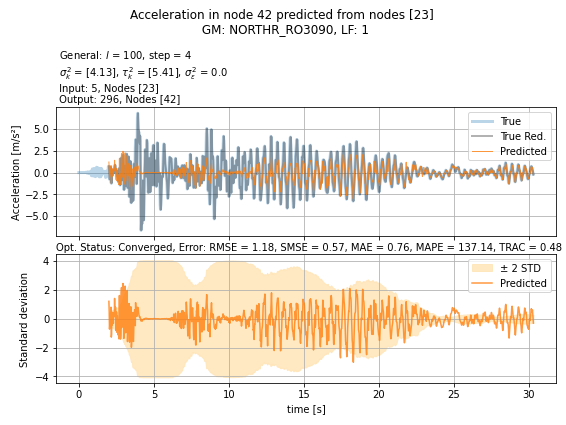 Acceleration in node 42 predicted from nodes [23]
GM: NORTHR_RO3090, LF: 1
General: l = 100, step = 4
σ²ₖ = [4.13], τ²ₖ = [5.41], σ²ε = 0.0
Input: 5, Nodes [23]
Output: 296, Nodes [42]
Acceleration [m/s²]
5.0
2.5
0.0
−2.5
−5.0
True
True Red.
Predicted
Opt. Status: Converged, Error: RMSE = 1.18, SMSE = 0.57, MAE = 0.76, MAPE = 137.14, TRAC = 0.48
Standard deviation
4
2
0
−2
−4
± 2 STD
Predicted
0 5 10 15 20 25 30
time [s]